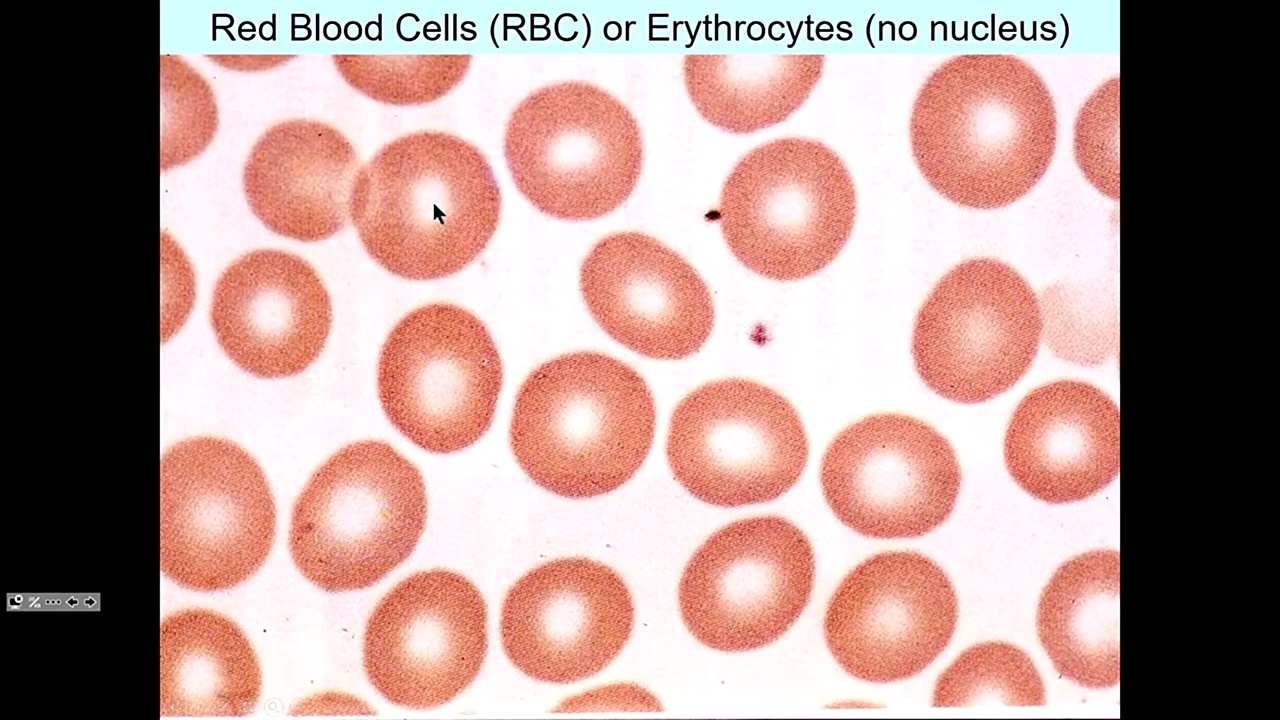 Red Blood Cells (RBC) or Erythrocytes (no nucleus)